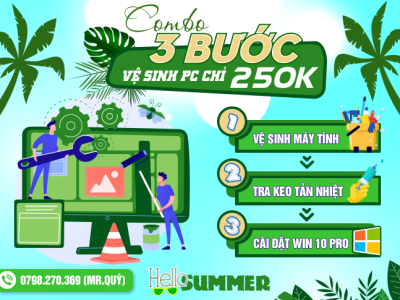 Combo
3 BƯỚC
VỆ SINH PC CHỈ 250K
1 VỆ SINH MÁY TÍNH
2 TRA KEO TẢN NHIỆT
3 CÀI ĐẶT WIN 10 PRO
0798.270.369 (MR.QUÝ)
Hello SUMMER